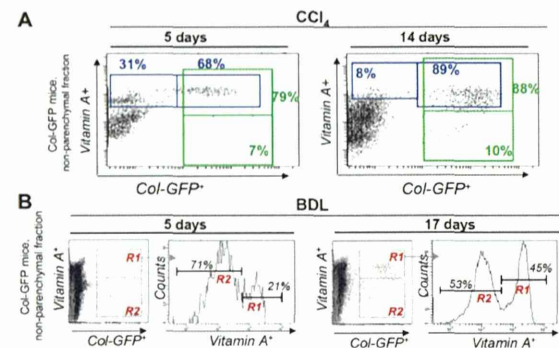 A
CCl4
5 days
14 days
Col-GFP mice,
non-parenchymal fraction
Vitamin A+
31%
68%
79%
7%
Col-GFP+
Vitamin A+
8%
89%
88%
10%
Col-GFP+
B
BDL
5 days
17 days
Col-GFP mice,
non-parenchymal fraction
Vitamin A+
R1
R2
Col-GFP+
Counts
71%
R2
21%
R1
Vitamin A+
Vitamin A+
R1
R2
Col-GFP+
Counts
53%
R2
45%
R1
Vitamin A+